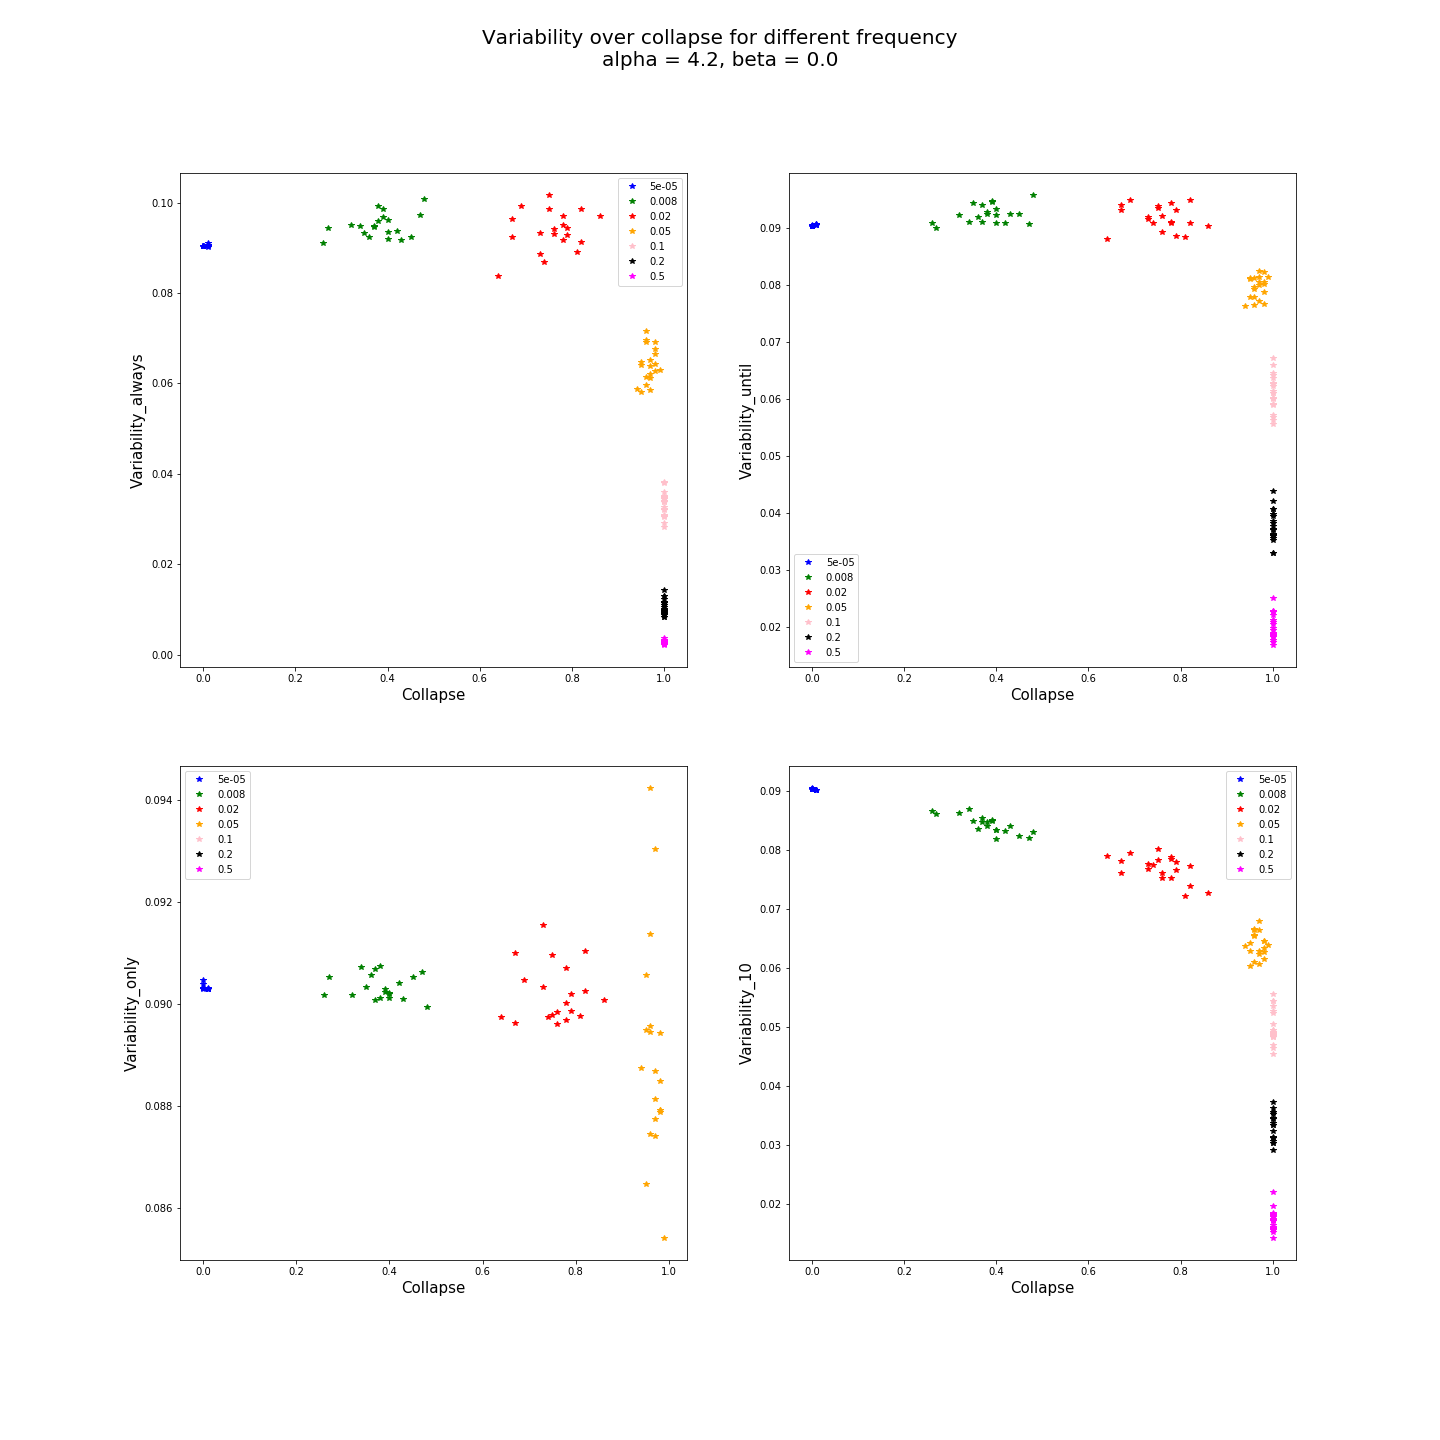 Variability over collapse for different frequency
alpha = 4.2, beta = 0.0
Variability_always
0.10
0.08
0.06
0.04
0.02
0.00
5e-05
0.008
0.02
0.05
0.1
0.2
0.5
0.0 0.2 0.4 0.6 0.8 1.0
Collapse
Variability_until
0.09
0.08
0.07
0.06
0.05
0.04
0.03
0.02
5e-05
0.008
0.02
0.05
0.1
0.2
0.5
0.0 0.2 0.4 0.6 0.8 1.0
Collapse
Variability_only
0.094
0.092
0.090
0.088
0.086
5e-05
0.008
0.02
0.05
0.1
0.2
0.5
0.0 0.2 0.4 0.6 0.8 1.0
Collapse
Variability_10
0.09
0.08
0.07
0.06
0.05
0.04
0.03
0.02
5e-05
0.008
0.02
0.05
0.1
0.2
0.5
0.0 0.2 0.4 0.6 0.8 1.0
Collapse